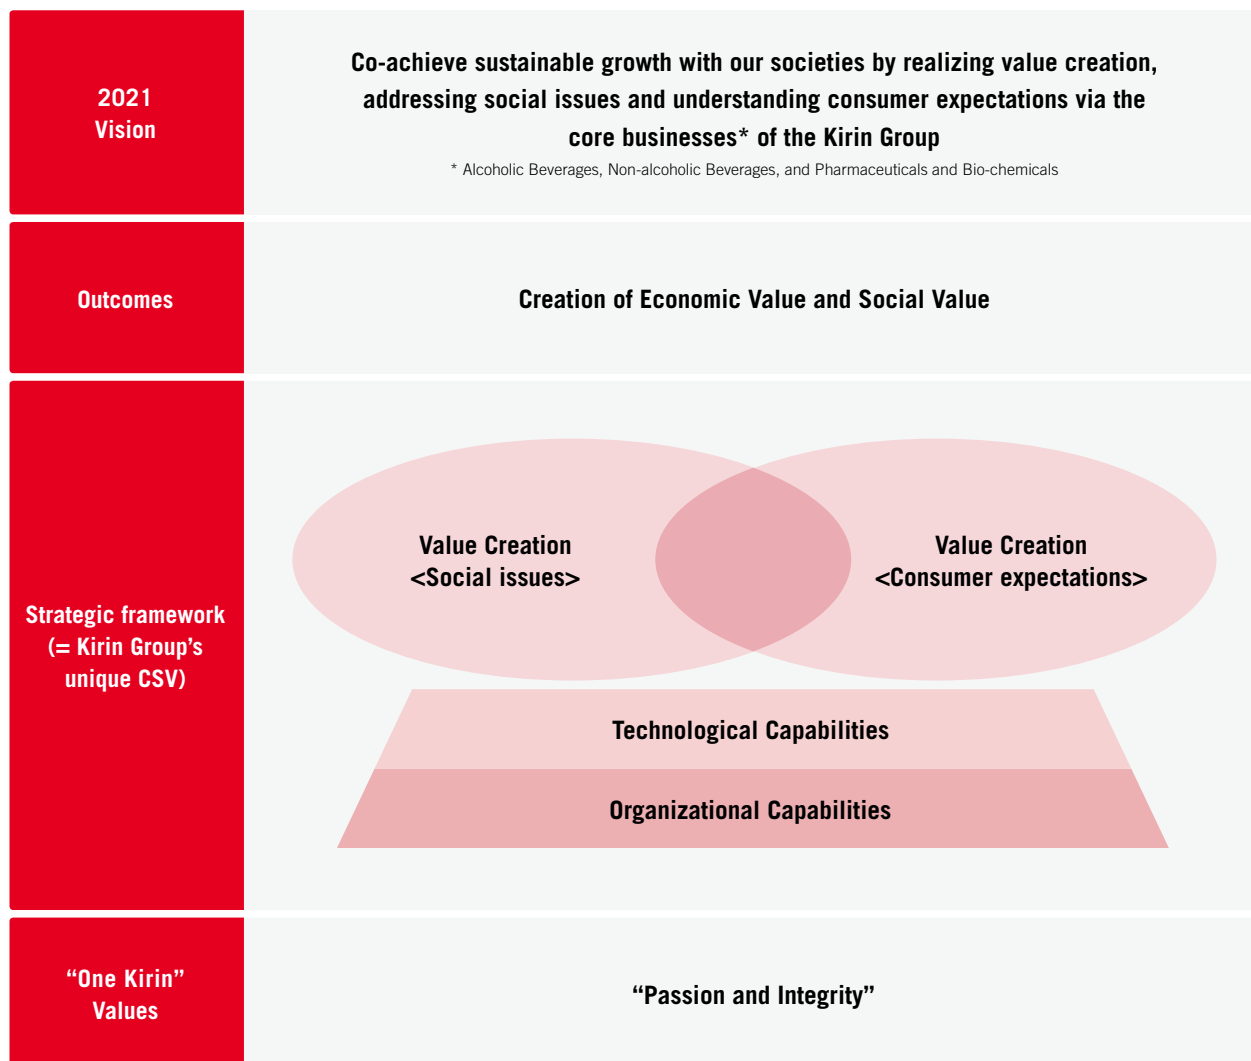 2021
Vision
Co-achieve sustainable growth with our societies by realizing value creation,
addressing social issues and understanding consumer expectations via the
core businesses* of the Kirin Group
* Alcoholic Beverages, Non-alcoholic Beverages, and Pharmaceuticals and Bio-chemicals
Outcomes
Creation of Economic Value and Social Value
Strategic framework
(= Kirin Group’s
unique CSV)
Value Creation
<Social issues>
Value Creation
<Consumer expectations>
Technological Capabilities
Organizational Capabilities
“One Kirin”
Values
“Passion and Integrity”